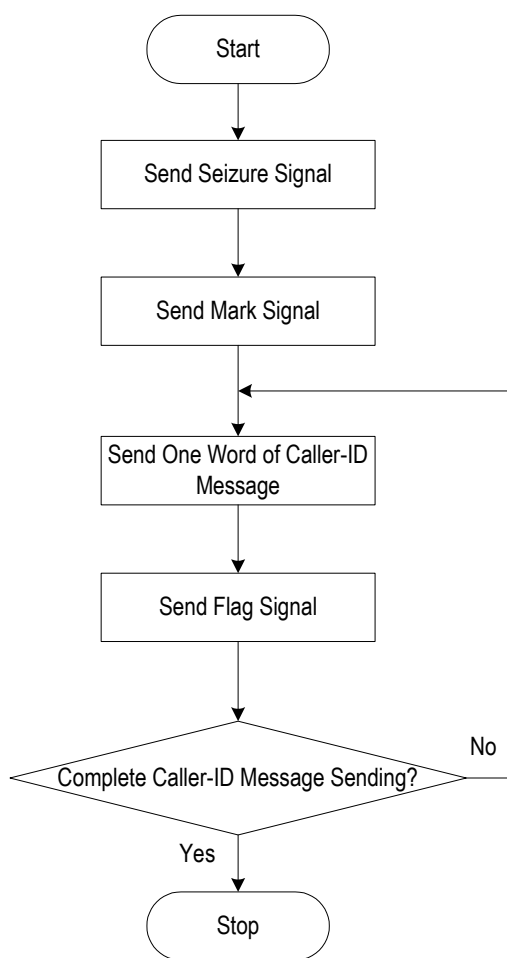 Start
Send Seizure Signal
Send Mark Signal
Send One Word of Caller-ID
Message
Send Flag Signal
Complete Caller-ID Message Sending?
No
Yes
Stop